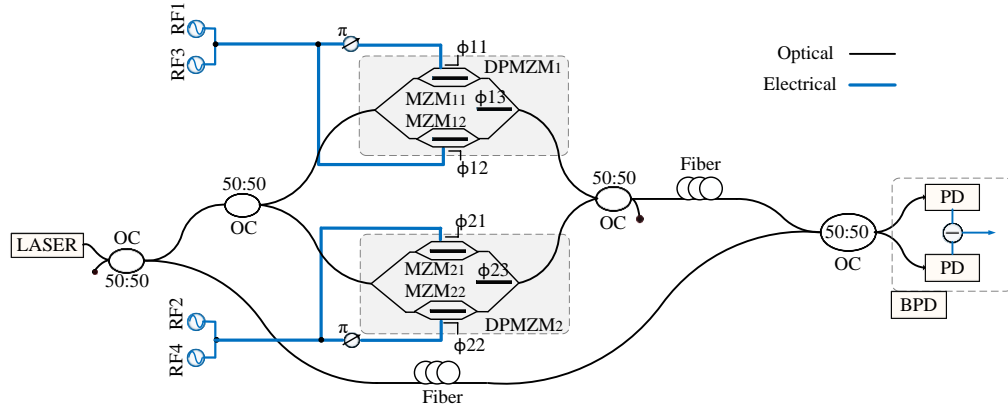 RF1
RF3
π
ϕ11
DPMZM1
MZM11
ϕ13
MZM12
ϕ12
Optical
Electrical
50:50
OC
50:50
OC
Fiber
LASER
OC
50:50
ϕ21
MZM21
ϕ23
MZM22
DPMZM2
ϕ22
RF2
RF4
π
Fiber
50:50
OC
PD
PD
BPD